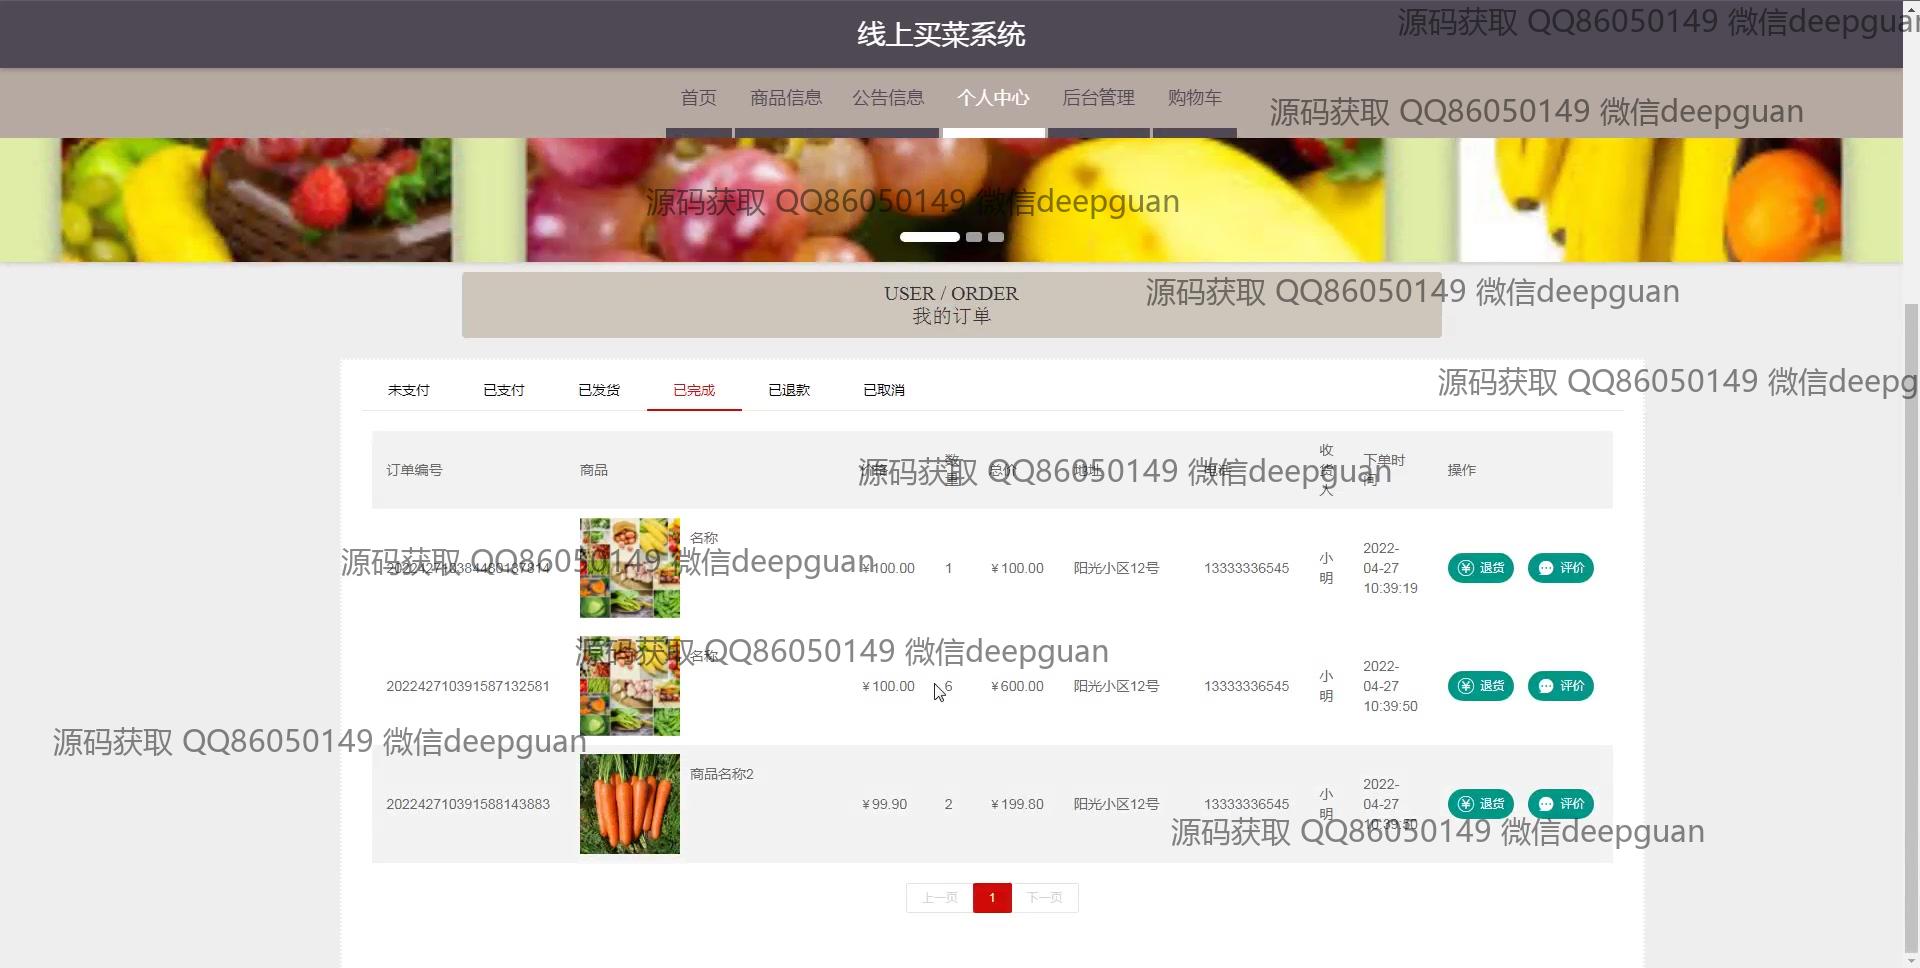 线上买菜系统
源码获取 QQ86050149 微信deepguan
首页 商品信息 公告信息 个人中心 后台管理 购物车
源码获取 QQ86050149 微信deepguan
源码获取 QQ86050149 微信deepguan
USER / ORDER
我的订单
源码获取 QQ86050149 微信deepguan
未支付 已支付 已发货 已完成 已退款 已取消
源码获取 QQ86050149 微信deepg
订单编号 商品 价格 数量 总价 地址 电话 收货人 下单时间 操作
源码获取 QQ86050149 微信deepguan
名称
¥100.00 1 ¥100.00 阳光小区12号 13333336545 小明 2022-04-27 10:39:19 退货 评价
源码获取 QQ86050149 微信deepguan
名称
源码获取 QQ86050149 微信deepguan
202242710391587132581 ¥100.00 6 ¥600.00 阳光小区12号 13333336545 小明 2022-04-27 10:39:50 退货 评价
源码获取 QQ86050149 微信deepguan
商品名称2
202242710391588143883 ¥99.90 2 ¥199.80 阳光小区12号 13333336545 小明 2022-04-27 10:39:50 退货 评价
源码获取 QQ86050149 微信deepguan
上一页 1 下一页